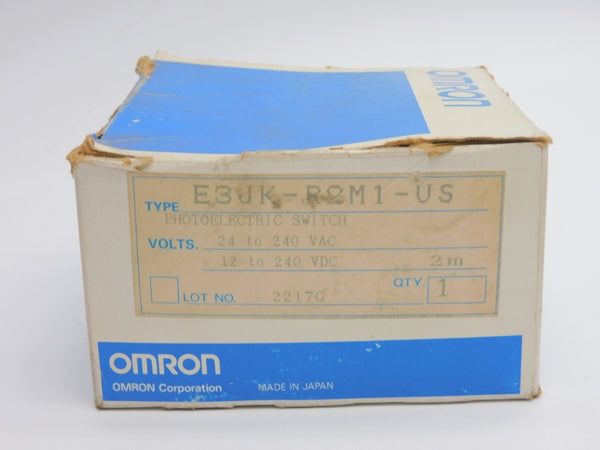 OMRON
TYPE E3JK-R2M1-US
PHOTOELECTRIC SWITCH
VOLTS. 24 to 240 VAC
12 to 240 VDC 2m
LOT NO. 2217G QTY. 1
OMRON
OMRON Corporation MADE IN JAPAN